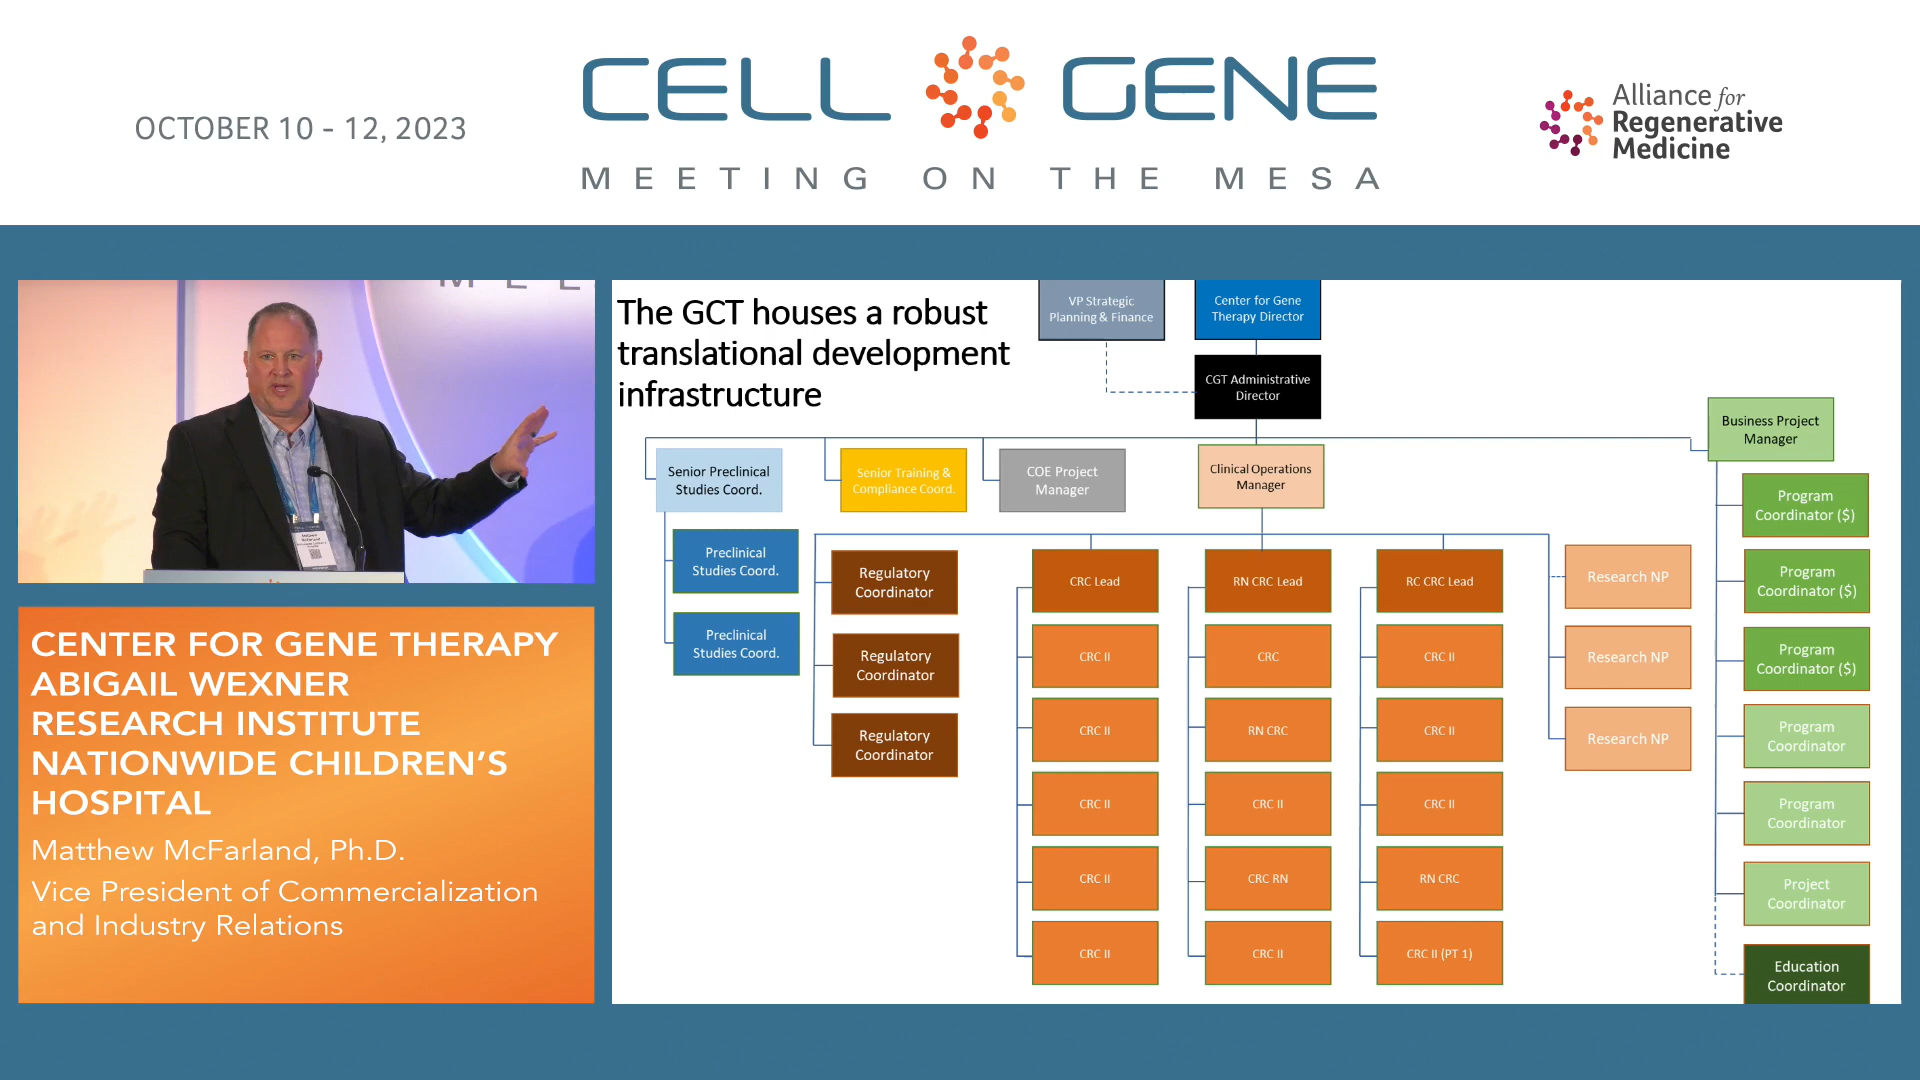 OCTOBER 10 - 12, 2023
CELL GENE
MEETING ON THE MESA
Alliance for
Regenerative
Medicine
M E L
CENTER FOR GENE THERAPY
ABIGAIL WEXNER
RESEARCH INSTITUTE
NATIONWIDE CHILDREN'S
HOSPITAL
Matthew McFarland, Ph.D.
Vice President of Commercialization
and Industry Relations
The GCT houses a robust
translational development
infrastructure
VP Strategic
Planning & Finance
Center for Gene
Therapy Director
CGT Administrative
Director
Business Project
Manager
Senior Preclinical
Studies Coord.
Senior Training &
Compliance Coord.
COE Project
Manager
Clinical Operations
Manager
Preclinical
Studies Coord.
Preclinical
Studies Coord.
Regulatory
Coordinator
Regulatory
Coordinator
Regulatory
Coordinator
CRC Lead
CRC II
CRC II
CRC II
CRC II
CRC II
RN CRC Lead
CRC
RN CRC
CRC II
CRC RN
CRC II
RC CRC Lead
CRC II
CRC II
CRC II
RN CRC
CRC II (PT 1)
Research NP
Research NP
Research NP
Program
Coordinator ($)
Program
Coordinator ($)
Program
Coordinator ($)
Program
Coordinator
Program
Coordinator
Project
Coordinator
Education
Coordinator